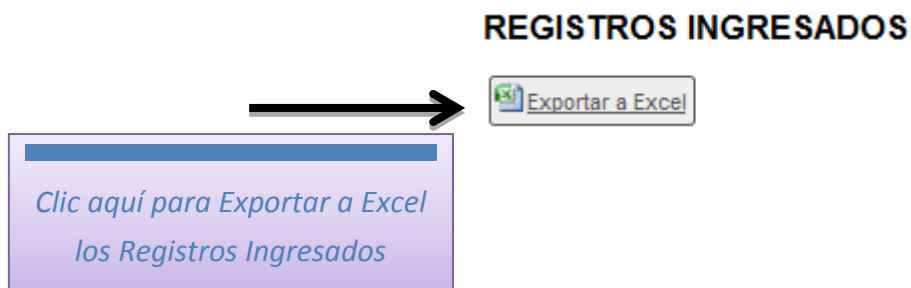 REGISTROS INGRESADOS
Exportar a Excel
Clic aquí para Exportar a Excel
los Registros Ingresados